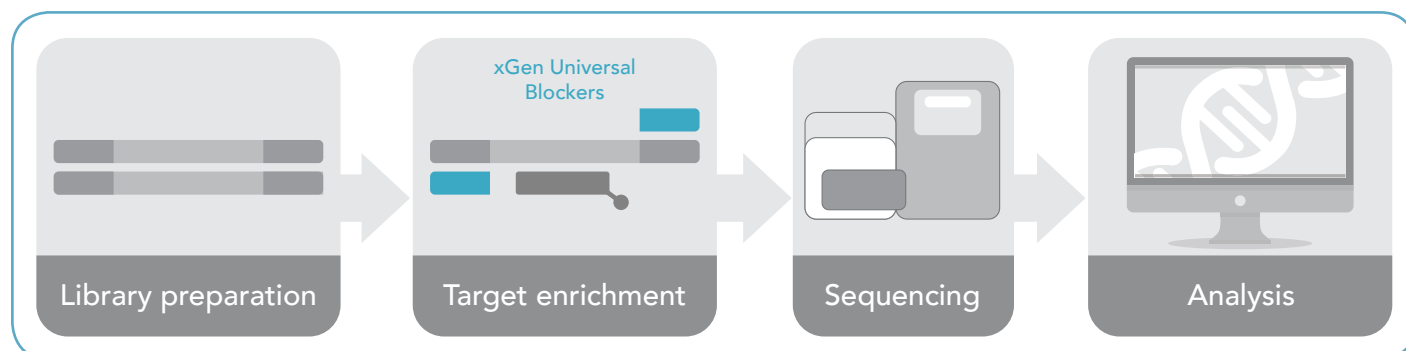 xGen Universal
Blockers
Library preparation
Target enrichment
Sequencing
Analysis